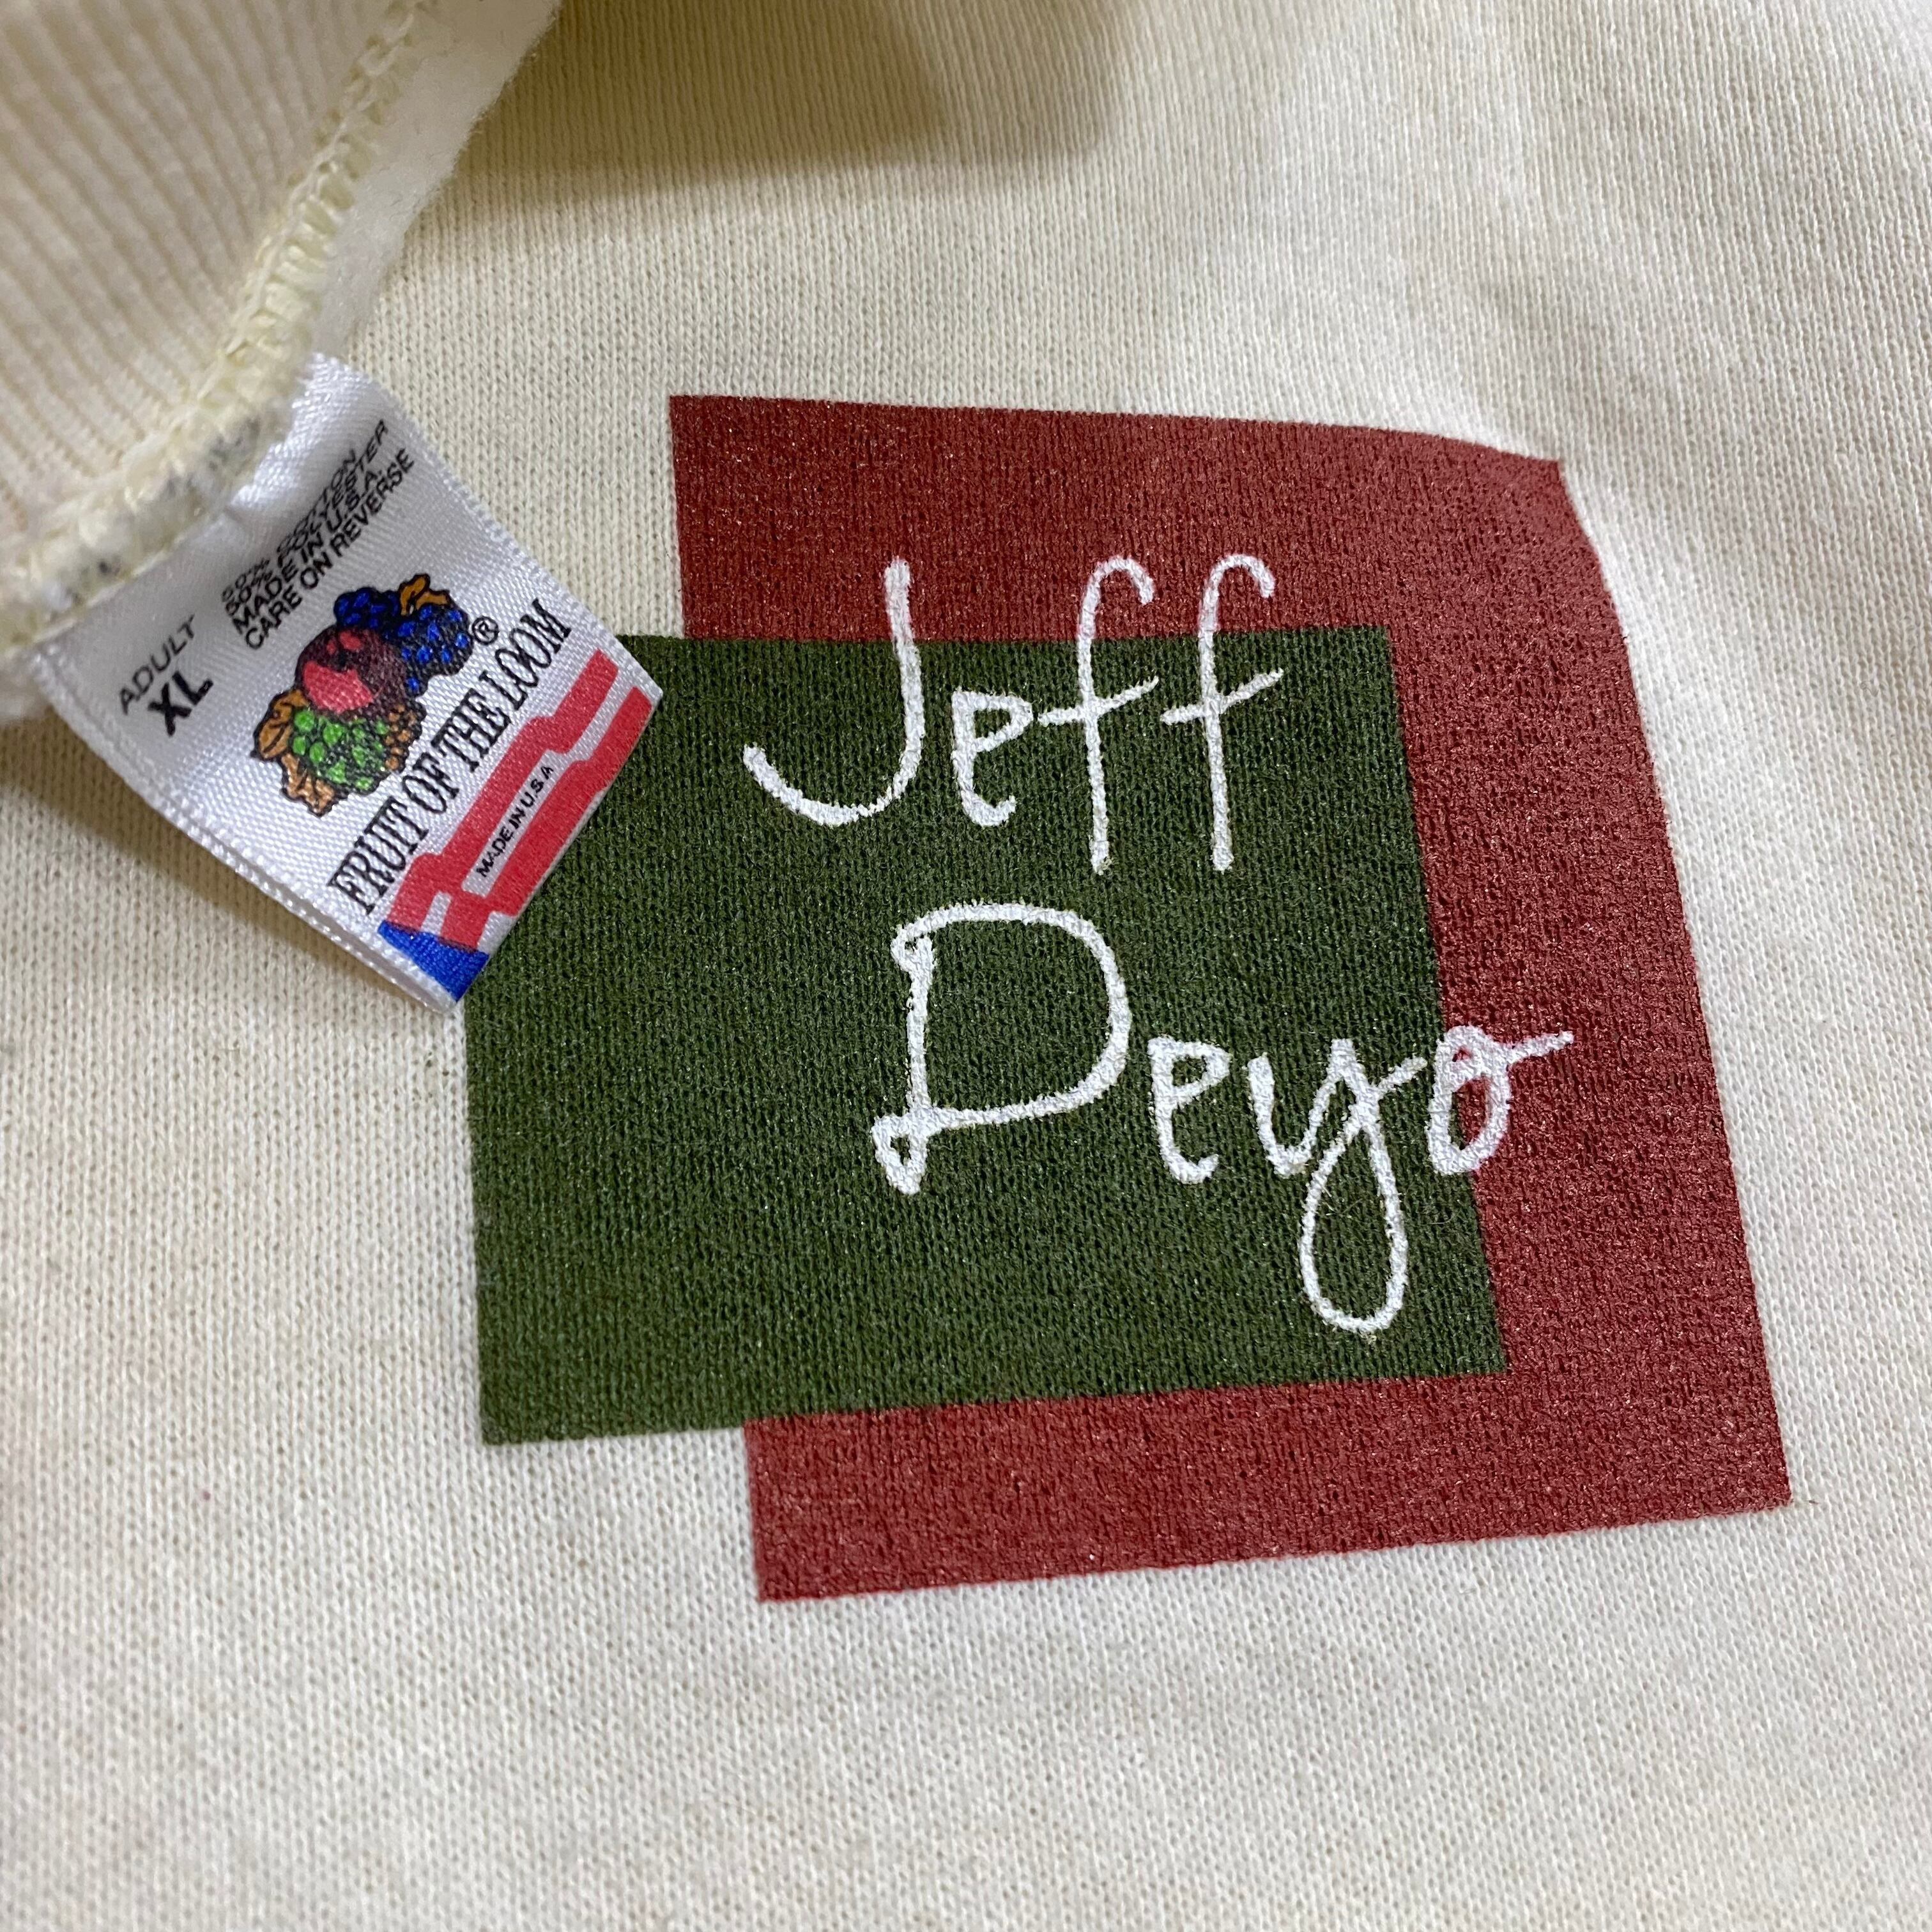 ADULT
XL
50% COTTON
50% POLYESTER
MADE IN U.S.A.
CARE ON REVERSE
FRUIT OF THE LOOM®
MADE IN U.S.A
Jeff
Deyo